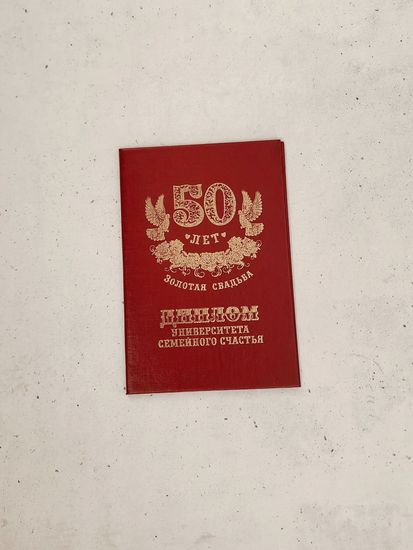 50
ЛЕТ
ЗОЛОТАЯ СВАДЬБА
ДИПЛОМ
УНИВЕРСИТЕТА
СЕМЕЙНОГО СЧАСТЬЯ